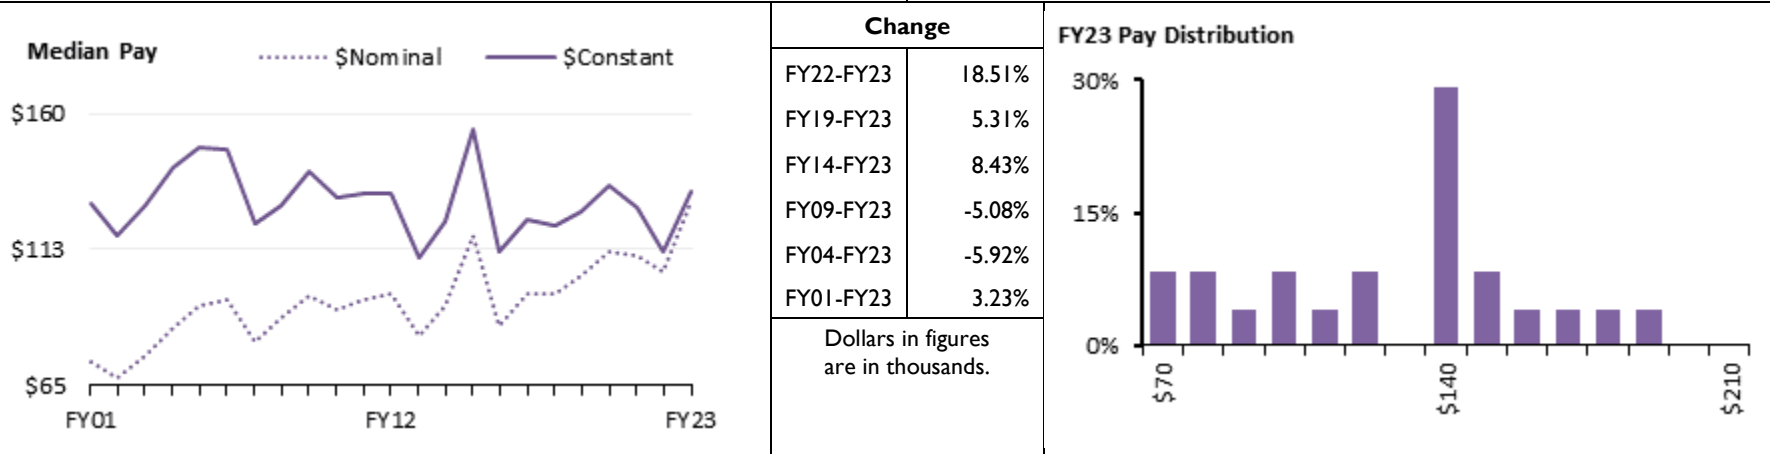 Median Pay
$Nominal $Constant
$160
$113
$65
FY01 FY12 FY23
Change
FY22-FY23 18.51%
FY19-FY23 5.31%
FY14-FY23 8.43%
FY09-FY23 -5.08%
FY04-FY23 -5.92%
FY01-FY23 3.23%
Dollars in figures
are in thousands.
FY23 Pay Distribution
30%
15%
0%
$70 $140 $210